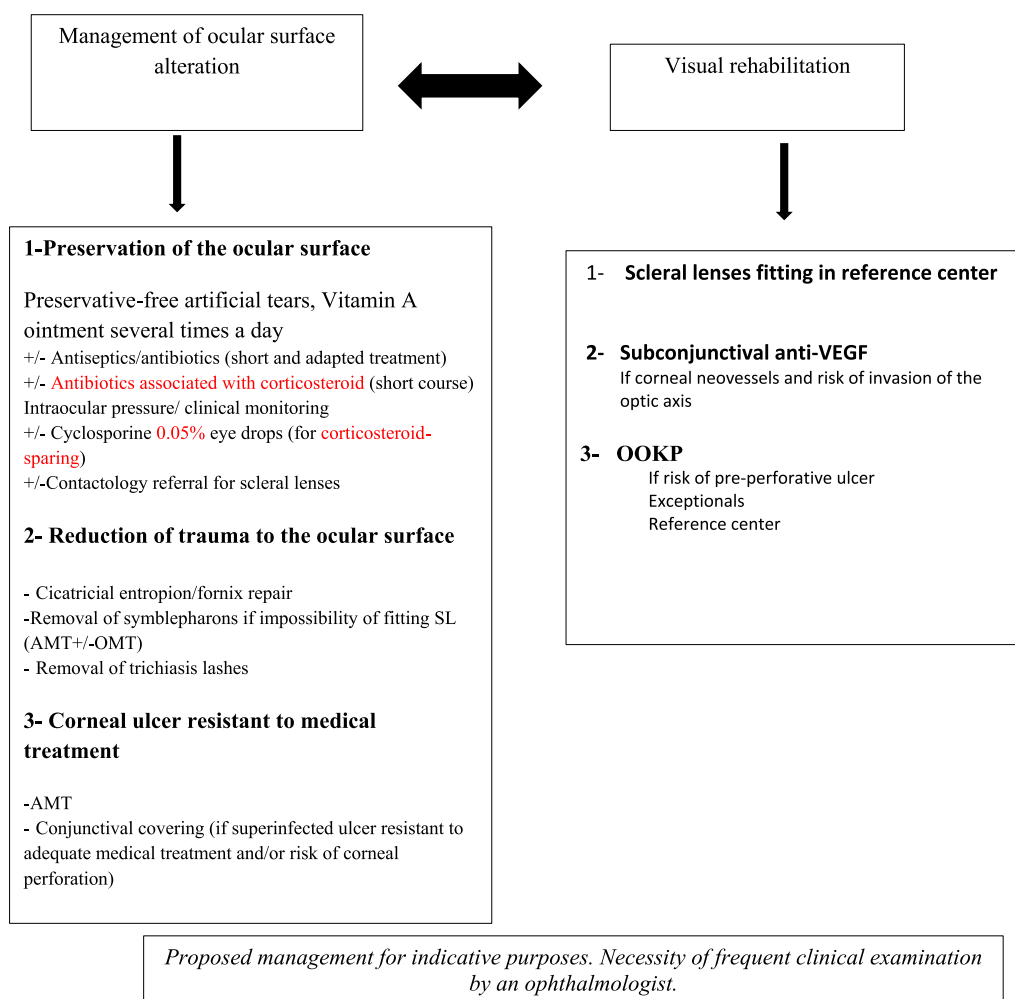 Management of ocular surface
alteration
Visual rehabilitation
1-Preservation of the ocular surface
Preservative-free artificial tears, Vitamin A
ointment several times a day
+/- Antiseptics/antibiotics (short and adapted treatment)
+/- Antibiotics associated with corticosteroid (short course)
Intraocular pressure/ clinical monitoring
+/- Cyclosporine 0.05% eye drops (for corticosteroid-
sparing)
+/-Contactology referral for scleral lenses
2- Reduction of trauma to the ocular surface
- Cicatricial entropion/fornix repair
-Removal of symblepharons if impossibility of fitting SL
(AMT+/-OMT)
- Removal of trichiasis lashes
3- Corneal ulcer resistant to medical
treatment
-AMT
- Conjunctival covering (if superinfected ulcer resistant to
adequate medical treatment and/or risk of corneal
perforation)
1- Scleral lenses fitting in reference center
2- Subconjunctival anti-VEGF
If corneal neovessels and risk of invasion of the
optic axis
3- OOKP
If risk of pre-perforative ulcer
Exceptionals
Reference center
Proposed management for indicative purposes. Necessity of frequent clinical examination
by an ophthalmologist.